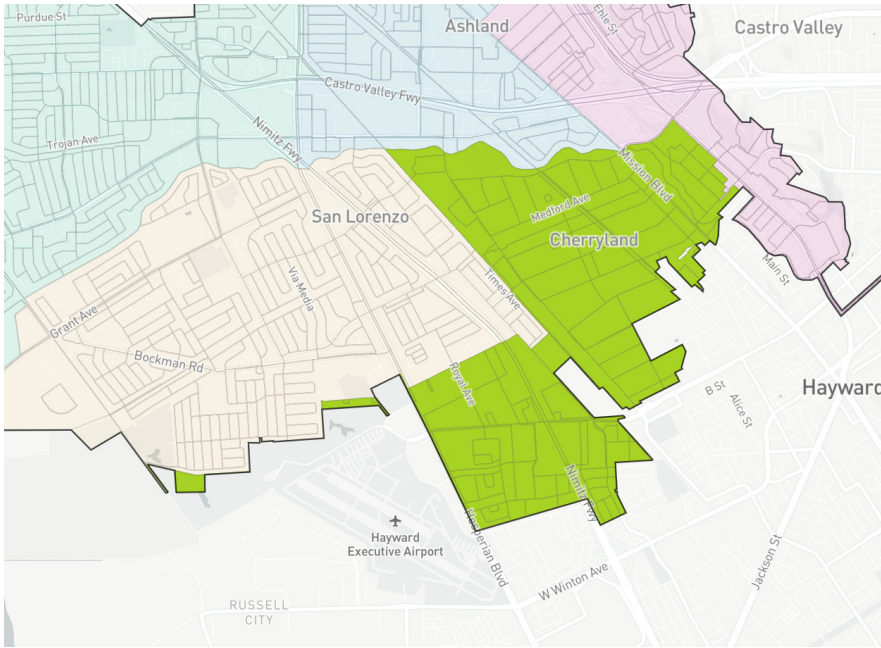 Purdue St
Ashland
Ehle St
Castro Valley
Castro Valley Fwy
Nimitz Fwy
Trojan Ave
Mission Blvd
Medford Ave
San Lorenzo
Cherryland
Main St
Via Media
Times Ave
Grant Ave
Bockman Rd
Royal Ave
B St
Alice St
Hayward
Nimitz Fwy
Hesperian Blvd
Hayward
Executive Airport
Jackson St
W Winton Ave
RUSSELL
CITY